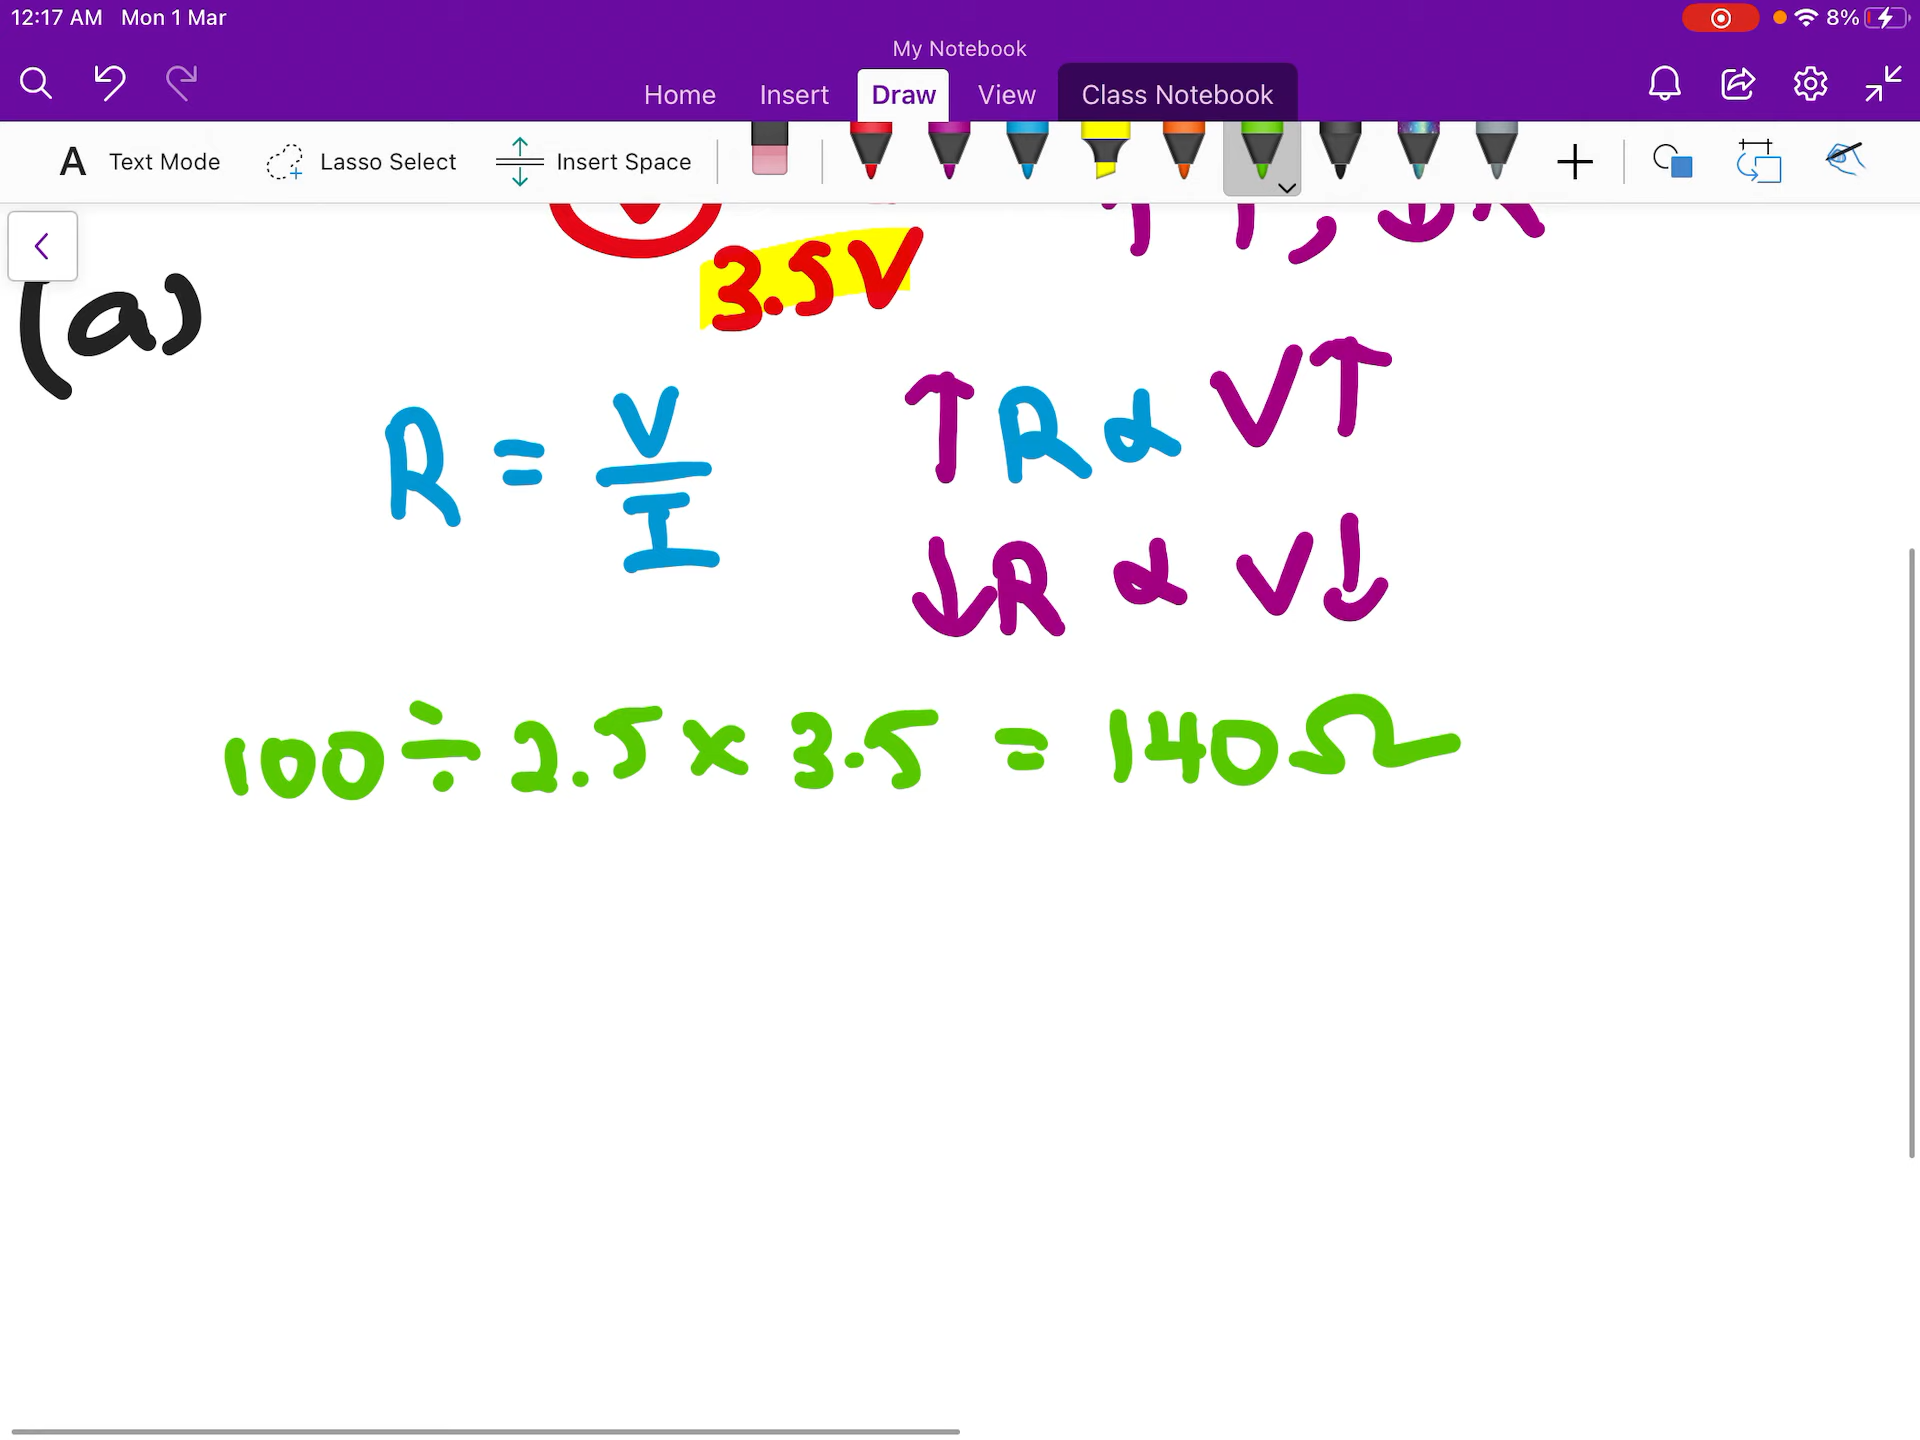 12:17 AM Mon 1 Mar 8%
My Notebook
Home Insert Draw View Class Notebook
A Text Mode Lasso Select Insert Space
3.5V
(a)
R = V/I
↑R α V↑
↓R α V↓
100 ÷ 2.5 × 3.5 = 140Ω